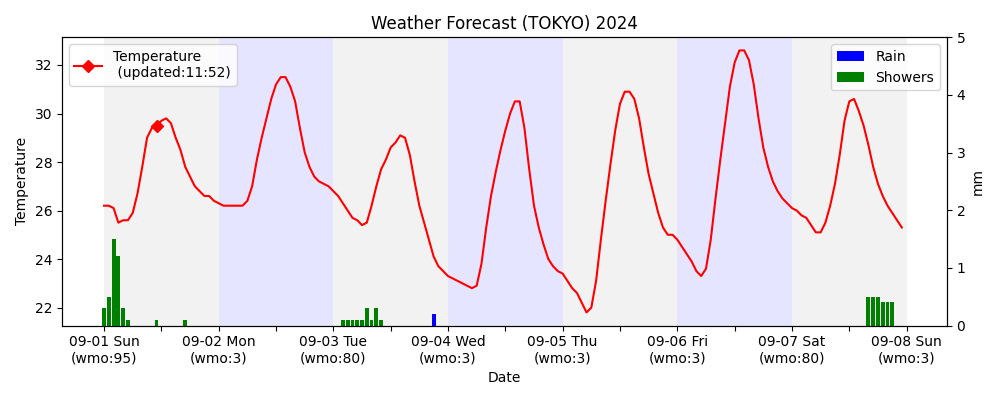 Weather Forecast (TOKYO) 2024
Temperature
(updated:11:52)
Rain
Showers
Temperature
32
30
28
26
24
22
5
4
3
2
1
0
mm
09-01 Sun
(wmo:95)
09-02 Mon
(wmo:3)
09-03 Tue
(wmo:80)
09-04 Wed
(wmo:3)
09-05 Thu
(wmo:3)
09-06 Fri
(wmo:3)
09-07 Sat
(wmo:80)
09-08 Sun
(wmo:3)
Date